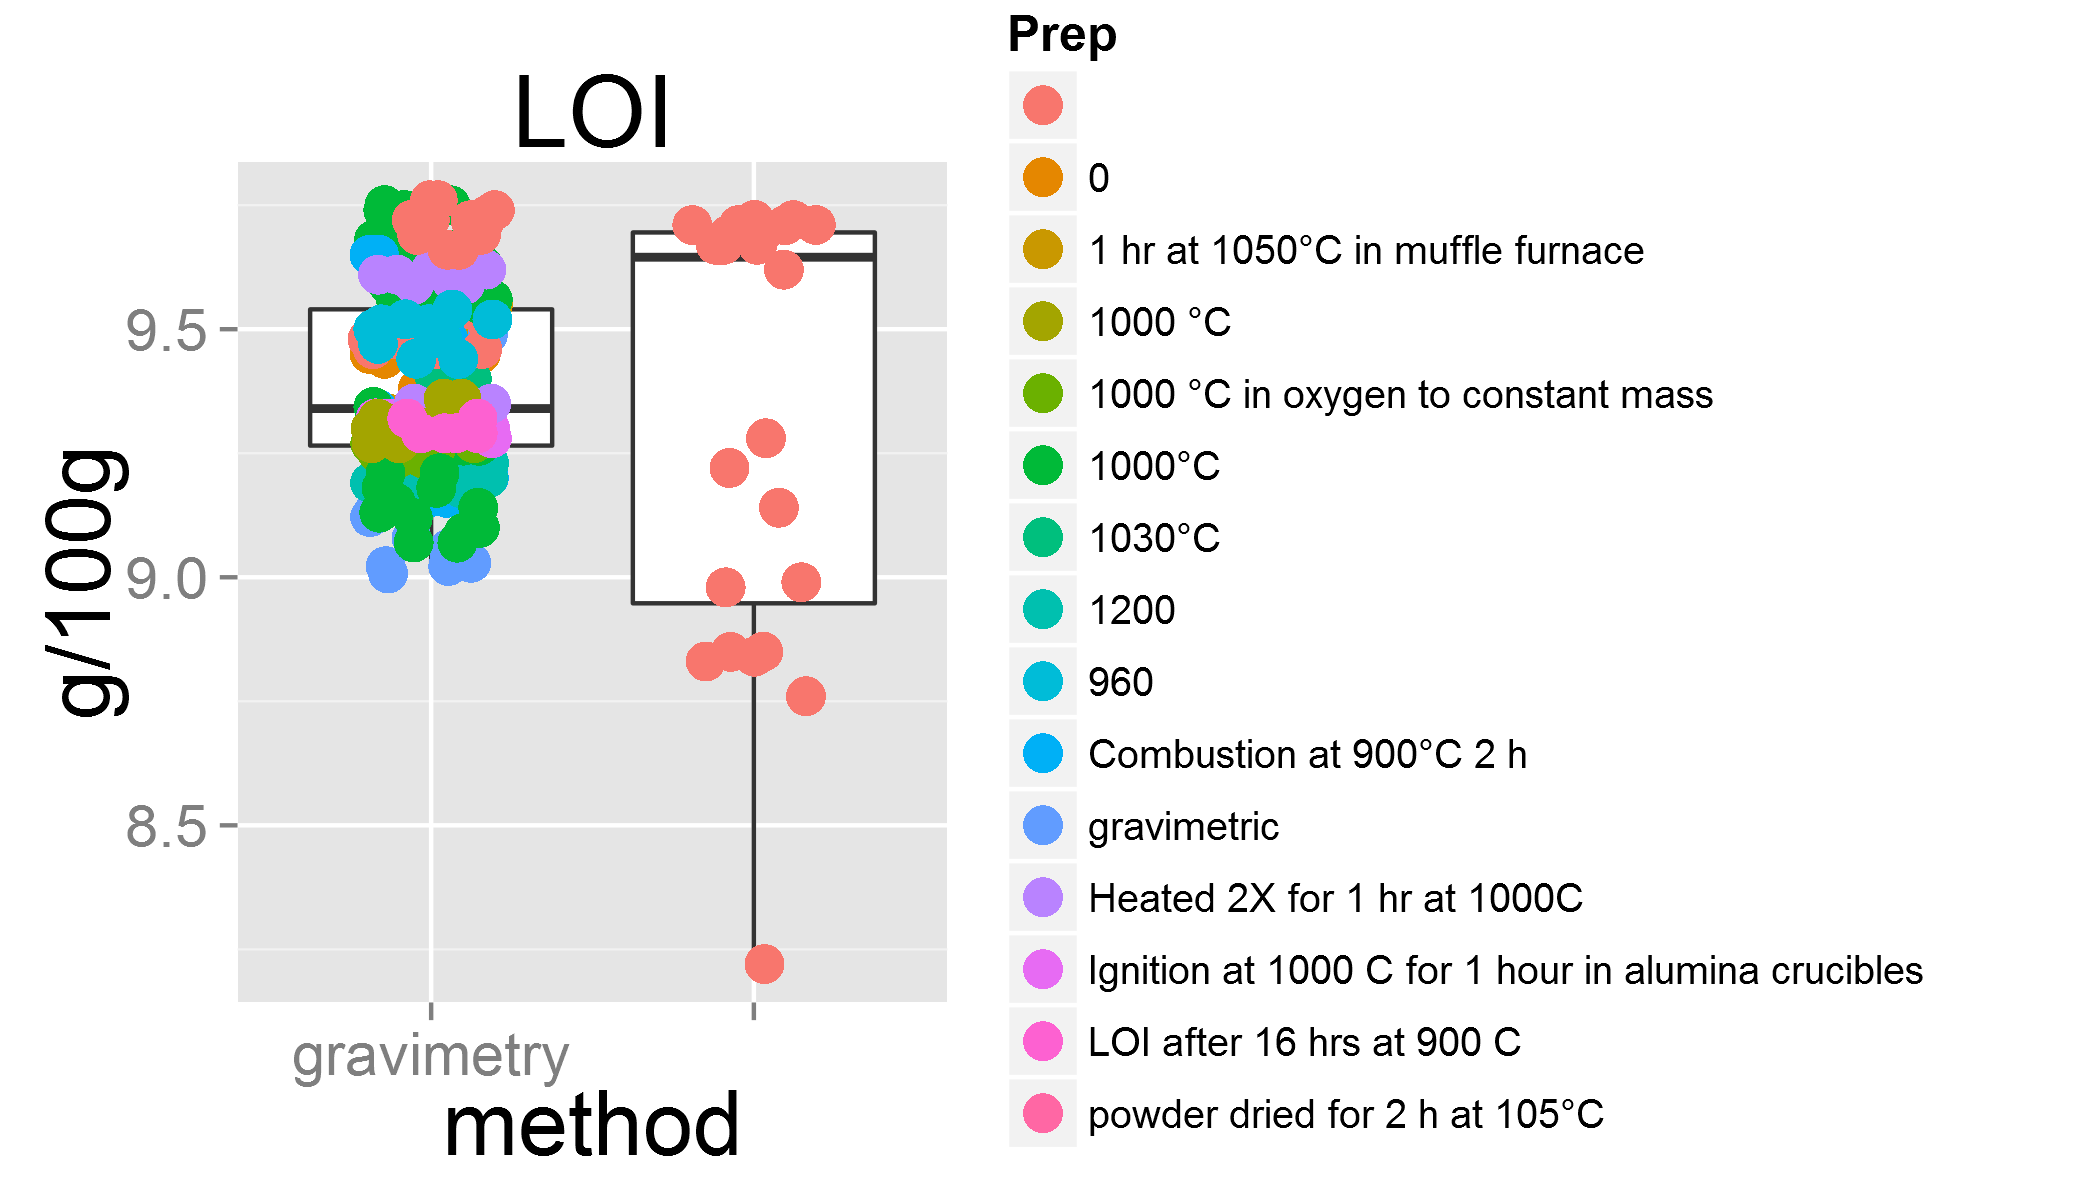 LOI
g/100g
9.5
9.0
8.5
gravimetry
method
Prep
0
1 hr at 1050°C in muffle furnace
1000 °C
1000 °C in oxygen to constant mass
1000°C
1030°C
1200
960
Combustion at 900°C 2 h
gravimetric
Heated 2X for 1 hr at 1000C
Ignition at 1000 C for 1 hour in alumina crucibles
LOI after 16 hrs at 900 C
powder dried for 2 h at 105°C